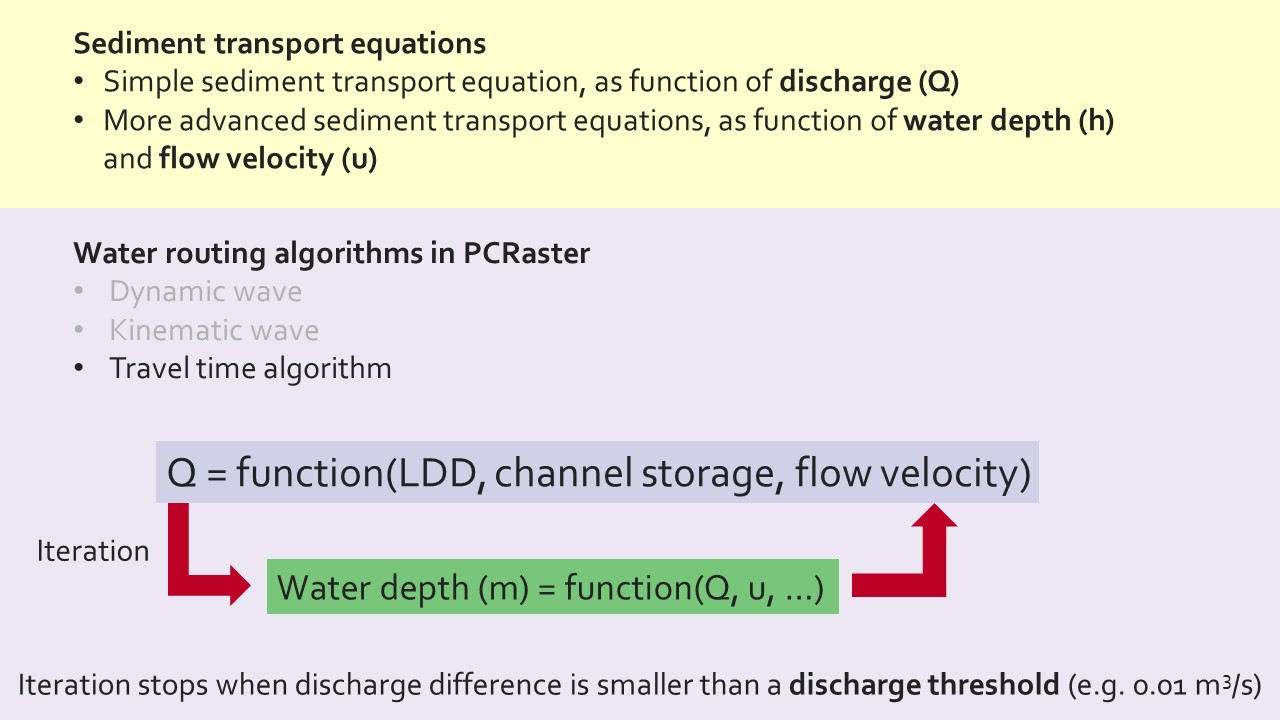 Sediment transport equations
• Simple sediment transport equation, as function of discharge (Q)
• More advanced sediment transport equations, as function of water depth (h)
and flow velocity (u)
Water routing algorithms in PCRaster
• Dynamic wave
• Kinematic wave
• Travel time algorithm
Q = function(LDD, channel storage, flow velocity)
Iteration
Water depth (m) = function(Q, u, …)
Iteration stops when discharge difference is smaller than a discharge threshold (e.g. 0.01 m³/s)